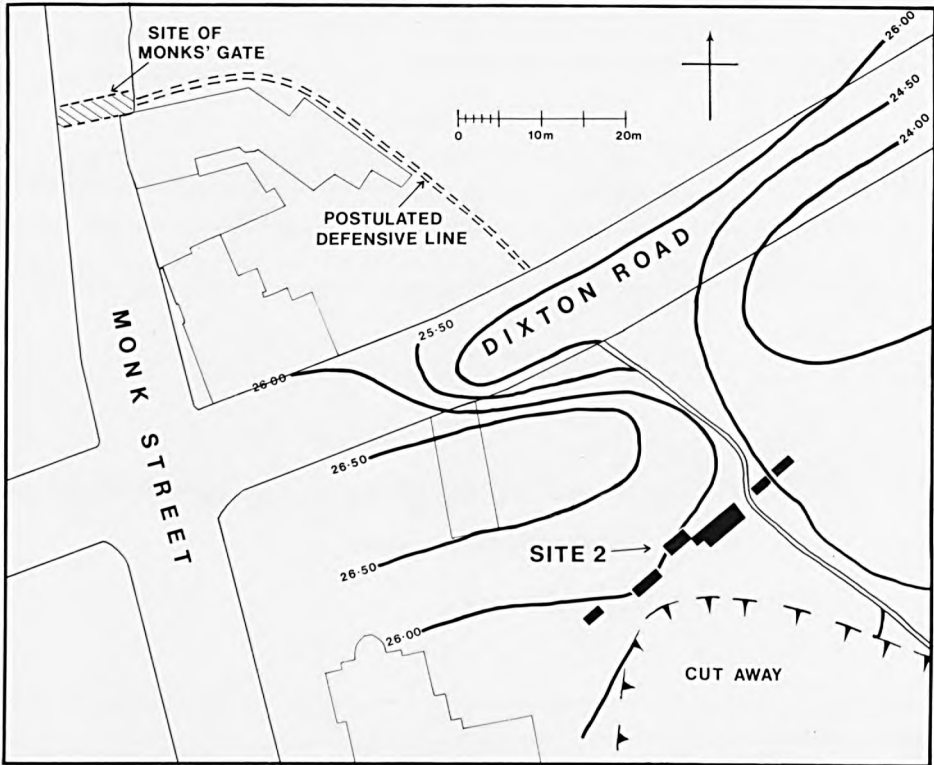 SITE OF
MONKS' GATE
0 10m 20m
26·00
24·50
24·00
POSTULATED
DEFENSIVE LINE
DIXTON ROAD
25·50
26·00
MONK STREET
26·50
26·50
SITE 2
26·00
CUT AWAY